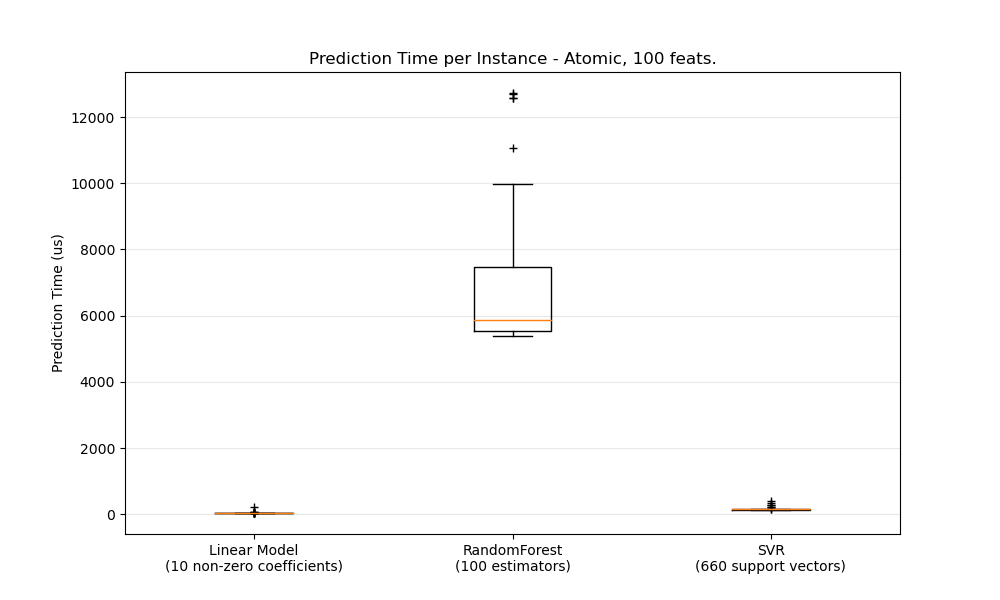 Prediction Time per Instance - Atomic, 100 feats.
Prediction Time (us)
12000
10000
8000
6000
4000
2000
0
Linear Model
(10 non-zero coefficients)
RandomForest
(100 estimators)
SVR
(660 support vectors)